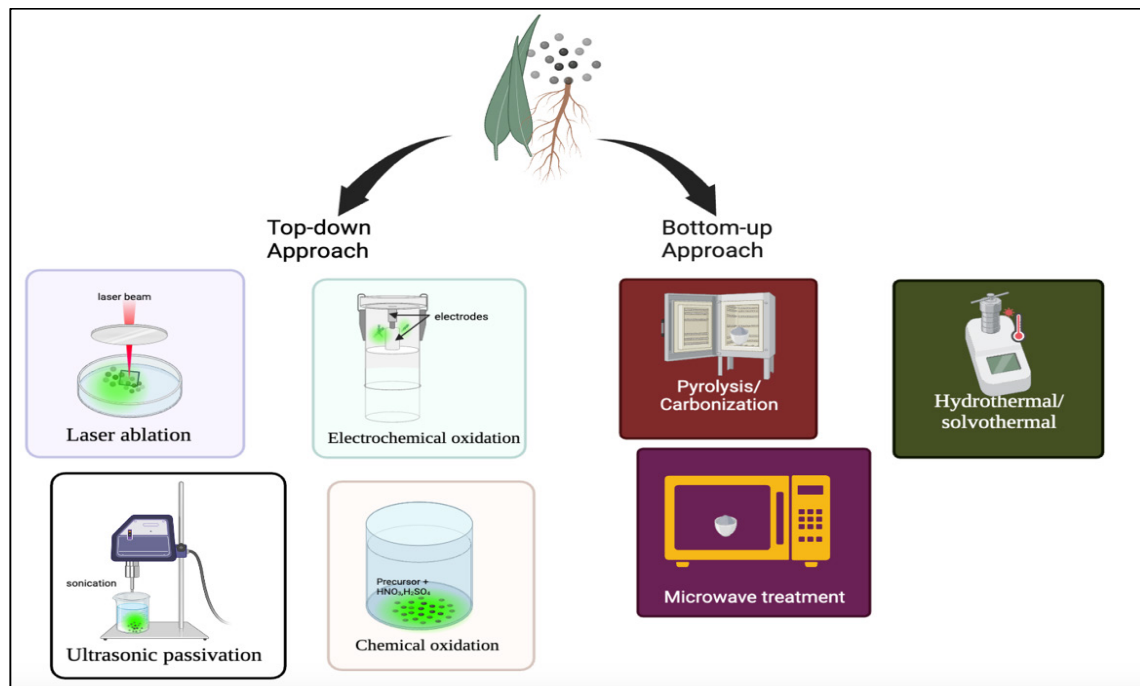 Top-down
Approach
Bottom-up
Approach
laser beam
Laser ablation
electrodes
Electrochemical oxidation
Pyrolysis/
Carbonization
Hydrothermal/
solvothermal
sonication
Ultrasonic passivation
Precursor +
HNO₃,H₂SO₄
Chemical oxidation
Microwave treatment